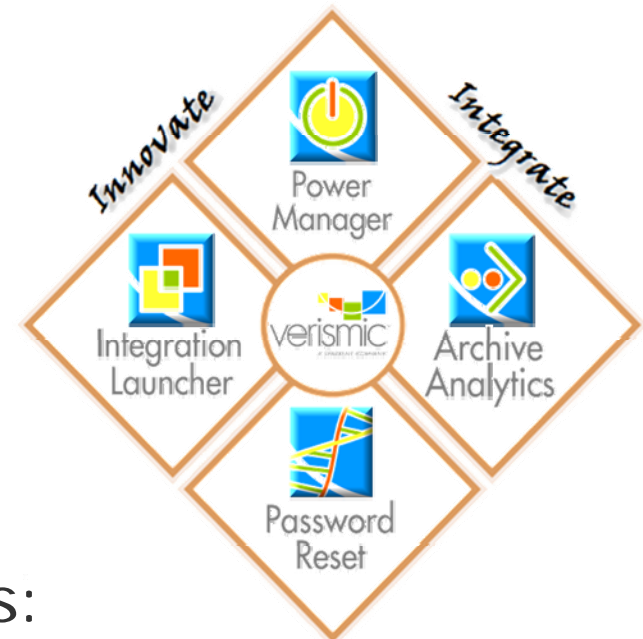 Innovate
Integrate
Power
Manager
Integration
Launcher
verismic
Archive
Analytics
Password
Reset
s: